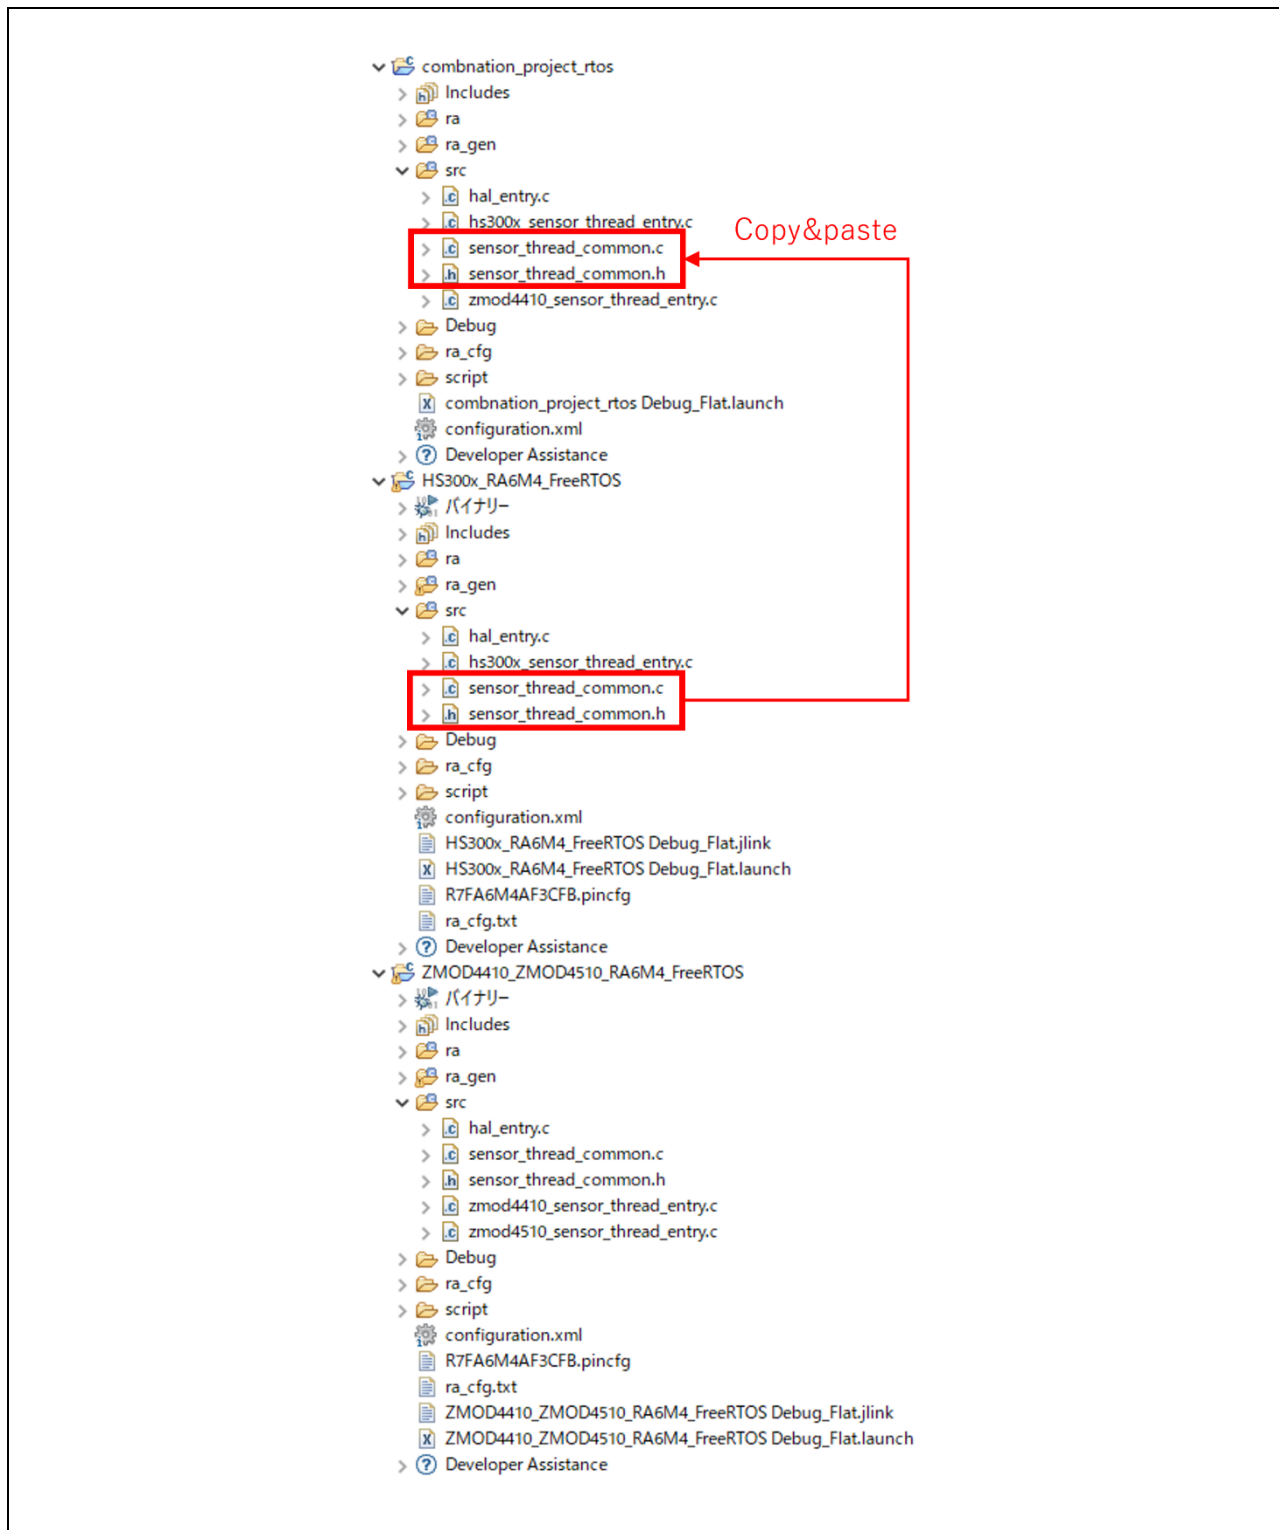 combnation_project_rtos
Includes
ra
ra_gen
src
hal_entry.c
hs300x_sensor_thread_entry.c
Copy&paste
sensor_thread_common.c
sensor_thread_common.h
zmod4410_sensor_thread_entry.c
Debug
ra_cfg
script
combnation_project_rtos Debug_Flat.launch
configuration.xml
Developer Assistance
HS300x_RA6M4_FreeRTOS
バイナリー
Includes
ra
ra_gen
src
hal_entry.c
hs300x_sensor_thread_entry.c
sensor_thread_common.c
sensor_thread_common.h
Debug
ra_cfg
script
configuration.xml
HS300x_RA6M4_FreeRTOS Debug_Flat.jlink
HS300x_RA6M4_FreeRTOS Debug_Flat.launch
R7FA6M4AF3CFB.pincfg
ra_cfg.txt
Developer Assistance
ZMOD4410_ZMOD4510_RA6M4_FreeRTOS
バイナリー
Includes
ra
ra_gen
src
hal_entry.c
sensor_thread_common.c
sensor_thread_common.h
zmod4410_sensor_thread_entry.c
zmod4510_sensor_thread_entry.c
Debug
ra_cfg
script
configuration.xml
R7FA6M4AF3CFB.pincfg
ra_cfg.txt
ZMOD4410_ZMOD4510_RA6M4_FreeRTOS Debug_Flat.jlink
ZMOD4410_ZMOD4510_RA6M4_FreeRTOS Debug_Flat.launch
Developer Assistance